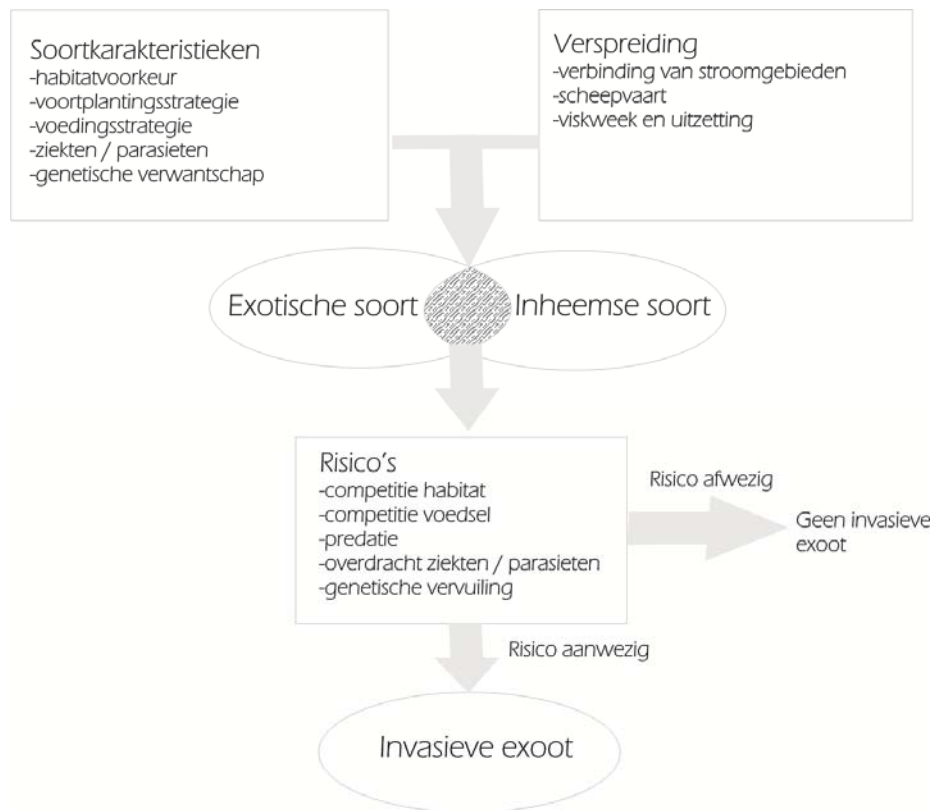 Soortkarakteristieken
-habitatvoorkeur
-voortplantingsstrategie
-voedingsstrategie
-ziekten / parasieten
-genetische verwantschap
Verspreiding
-verbinding van stroomgebieden
-scheepvaart
-viskweek en uitzetting
Exotische soort
Inheemse soort
Risico's
-competitie habitat
-competitie voedsel
-predatie
-overdracht ziekten / parasieten
-genetische vervuiling
Risico afwezig
Geen invasieve
exoot
Risico aanwezig
Invasieve exoot